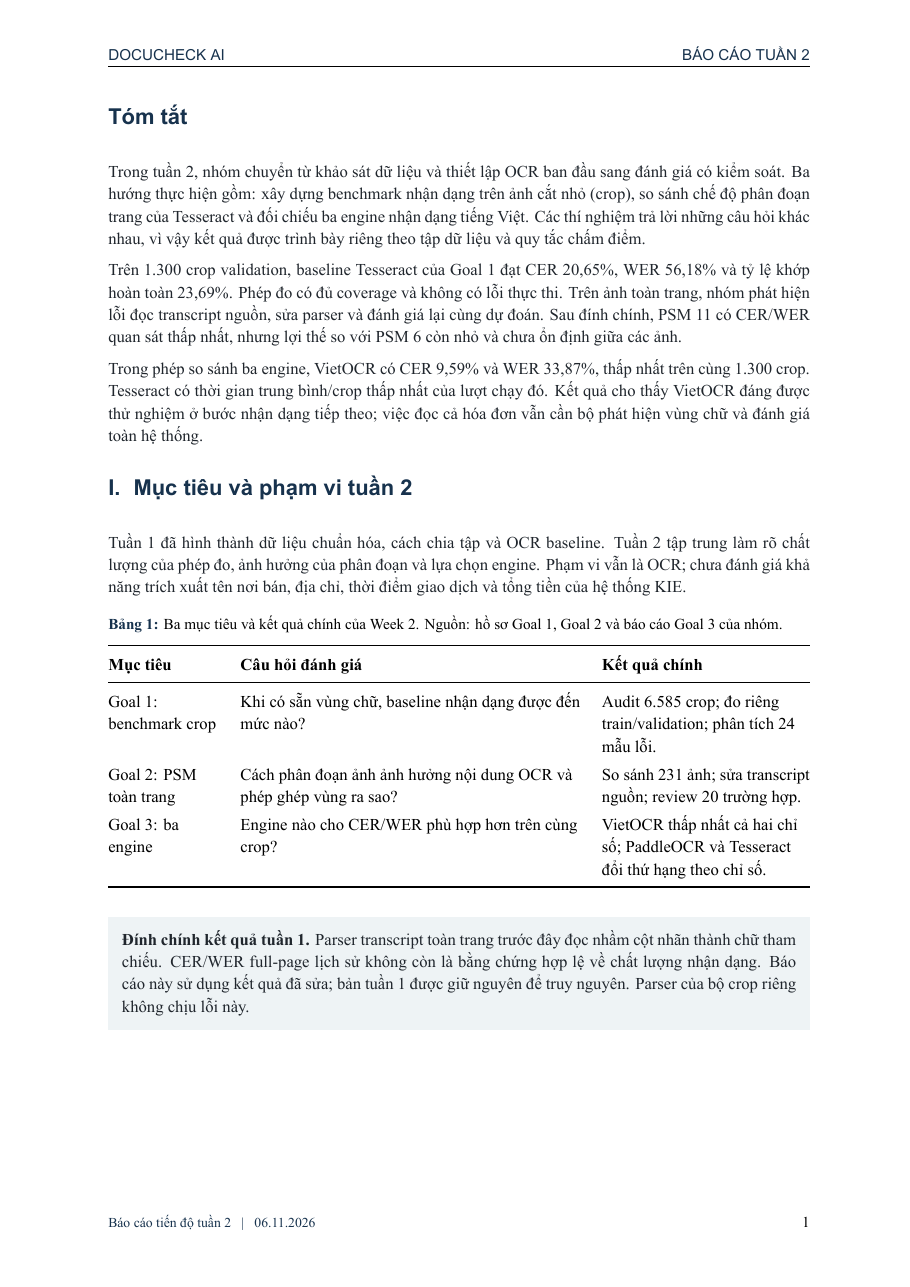 DOCUCHECK AI
BÁO CÁO TUẦN 2
Tóm tắt
Trong tuần 2, nhóm chuyển từ khảo sát dữ liệu và thiết lập OCR ban đầu sang đánh giá có kiểm soát. Ba
hướng thực hiện gồm: xây dựng benchmark nhận dạng trên ảnh cắt nhỏ (crop), so sánh chế độ phân đoạn
trang của Tesseract và đối chiếu ba engine nhận dạng tiếng Việt. Các thí nghiệm trả lời những câu hỏi khác
nhau, vì vậy kết quả được trình bày riêng theo tập dữ liệu và quy tắc chấm điểm.
Trên 1.300 crop validation, baseline Tesseract của Goal 1 đạt CER 20,65%, WER 56,18% và tỷ lệ khớp
hoàn toàn 23,69%. Phép đo có đủ coverage và không có lỗi thực thi. Trên ảnh toàn trang, nhóm phát hiện
lỗi đọc transcript nguồn, sửa parser và đánh giá lại cùng dự đoán. Sau đính chính, PSM 11 có CER/WER
quan sát thấp nhất, nhưng lợi thế so với PSM 6 còn nhỏ và chưa ổn định giữa các ảnh.
Trong phép so sánh ba engine, VietOCR có CER 9,59% và WER 33,87%, thấp nhất trên cùng 1.300 crop.
Tesseract có thời gian trung bình/crop thấp nhất của lượt chạy đó. Kết quả cho thấy VietOCR đáng được
thử nghiệm ở bước nhận dạng tiếp theo; việc đọc cả hóa đơn vẫn cần bộ phát hiện vùng chữ và đánh giá
toàn hệ thống.
I. Mục tiêu và phạm vi tuần 2
Tuần 1 đã hình thành dữ liệu chuẩn hóa, cách chia tập và OCR baseline. Tuần 2 tập trung làm rõ chất
lượng của phép đo, ảnh hưởng của phân đoạn và lựa chọn engine. Phạm vi vẫn là OCR; chưa đánh giá khả
năng trích xuất tên nơi bán, địa chỉ, thời điểm giao dịch và tổng tiền của hệ thống KIE.
Bảng 1: Ba mục tiêu và kết quả chính của Week 2. Nguồn: hồ sơ Goal 1, Goal 2 và báo cáo Goal 3 của nhóm.
Mục tiêu Câu hỏi đánh giá Kết quả chính
Goal 1: Khi có sẵn vùng chữ, baseline nhận dạng được đến Audit 6.585 crop; đo riêng
benchmark crop mức nào? train/validation; phân tích 24
mẫu lỗi.
Goal 2: PSM Cách phân đoạn ảnh ảnh hưởng nội dung OCR và So sánh 231 ảnh; sửa transcript
toàn trang phép ghép vùng ra sao? nguồn; review 20 trường hợp.
Goal 3: ba Engine nào cho CER/WER phù hợp hơn trên cùng VietOCR thấp nhất cả hai chỉ
engine crop? số; PaddleOCR và Tesseract
đổi thứ hạng theo chỉ số.
Đính chính kết quả tuần 1. Parser transcript toàn trang trước đây đọc nhầm cột nhãn thành chữ tham
chiếu. CER/WER full-page lịch sử không còn là bằng chứng hợp lệ về chất lượng nhận dạng. Báo
cáo này sử dụng kết quả đã sửa; bản tuần 1 được giữ nguyên để truy nguyên. Parser của bộ crop riêng
không chịu lỗi này.
Báo cáo tiến độ tuần 2 | 06.11.2026
1